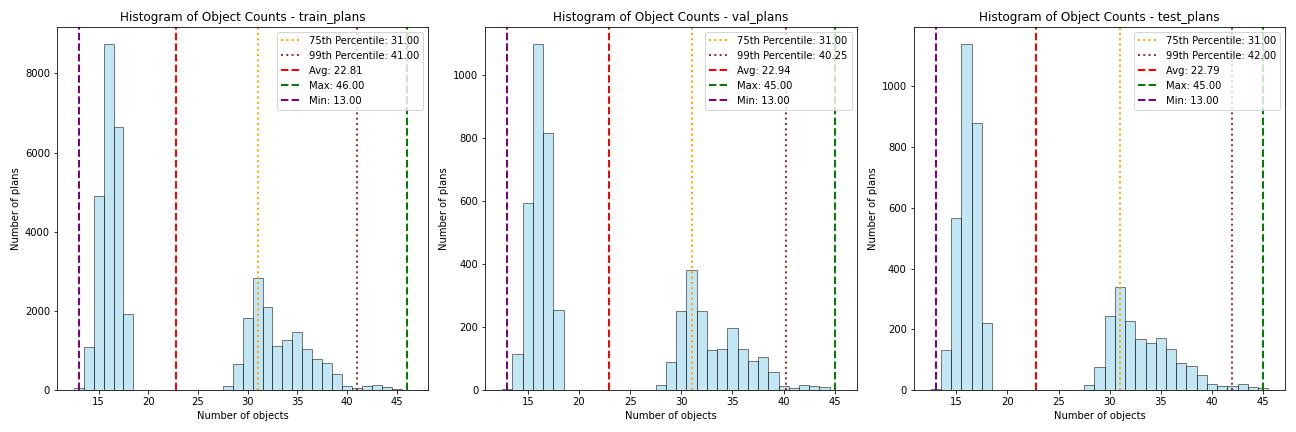 Histogram of Object Counts - train_plans
75th Percentile: 31.00
99th Percentile: 41.00
Avg: 22.81
Max: 46.00
Min: 13.00
Number of plans
8000
6000
4000
2000
0
15 20 25 30 35 40 45
Number of objects
Histogram of Object Counts - val_plans
75th Percentile: 31.00
99th Percentile: 40.25
Avg: 22.94
Max: 45.00
Min: 13.00
Number of plans
1000
800
600
400
200
0
15 20 25 30 35 40 45
Number of objects
Histogram of Object Counts - test_plans
75th Percentile: 31.00
99th Percentile: 42.00
Avg: 22.79
Max: 45.00
Min: 13.00
Number of plans
1000
800
600
400
200
0
15 20 25 30 35 40 45
Number of objects